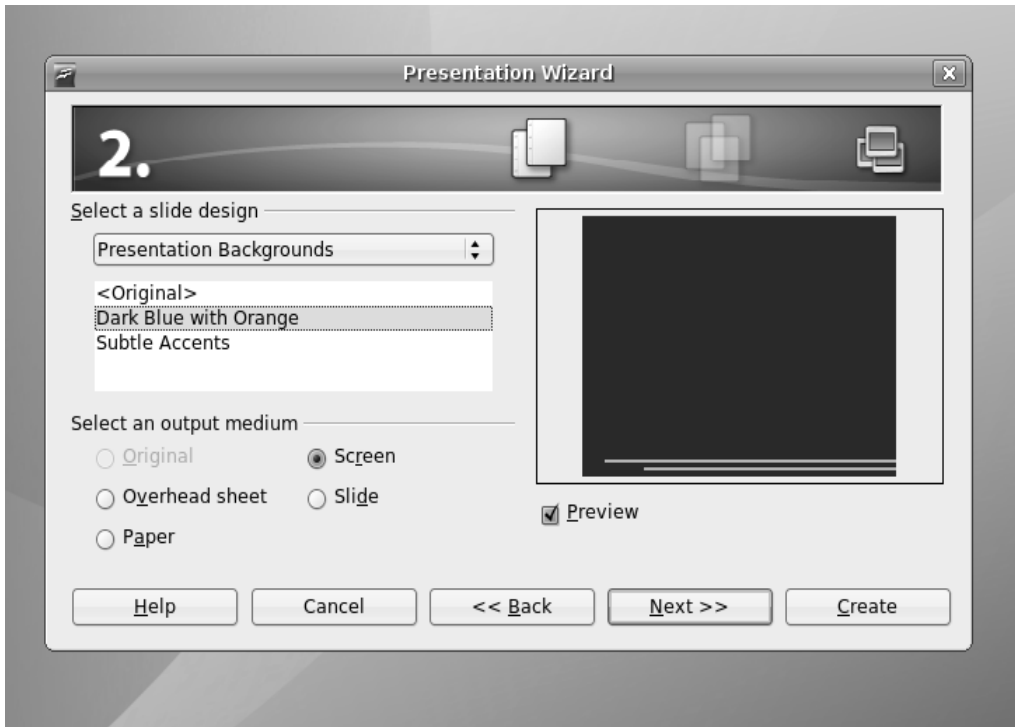 Presentation Wizard
2.
Select a slide design
Presentation Backgrounds
<Original>
Dark Blue with Orange
Subtle Accents
Select an output medium
Original
Screen
Overhead sheet
Slide
Paper
Preview
Help
Cancel
<< Back
Next >>
Create